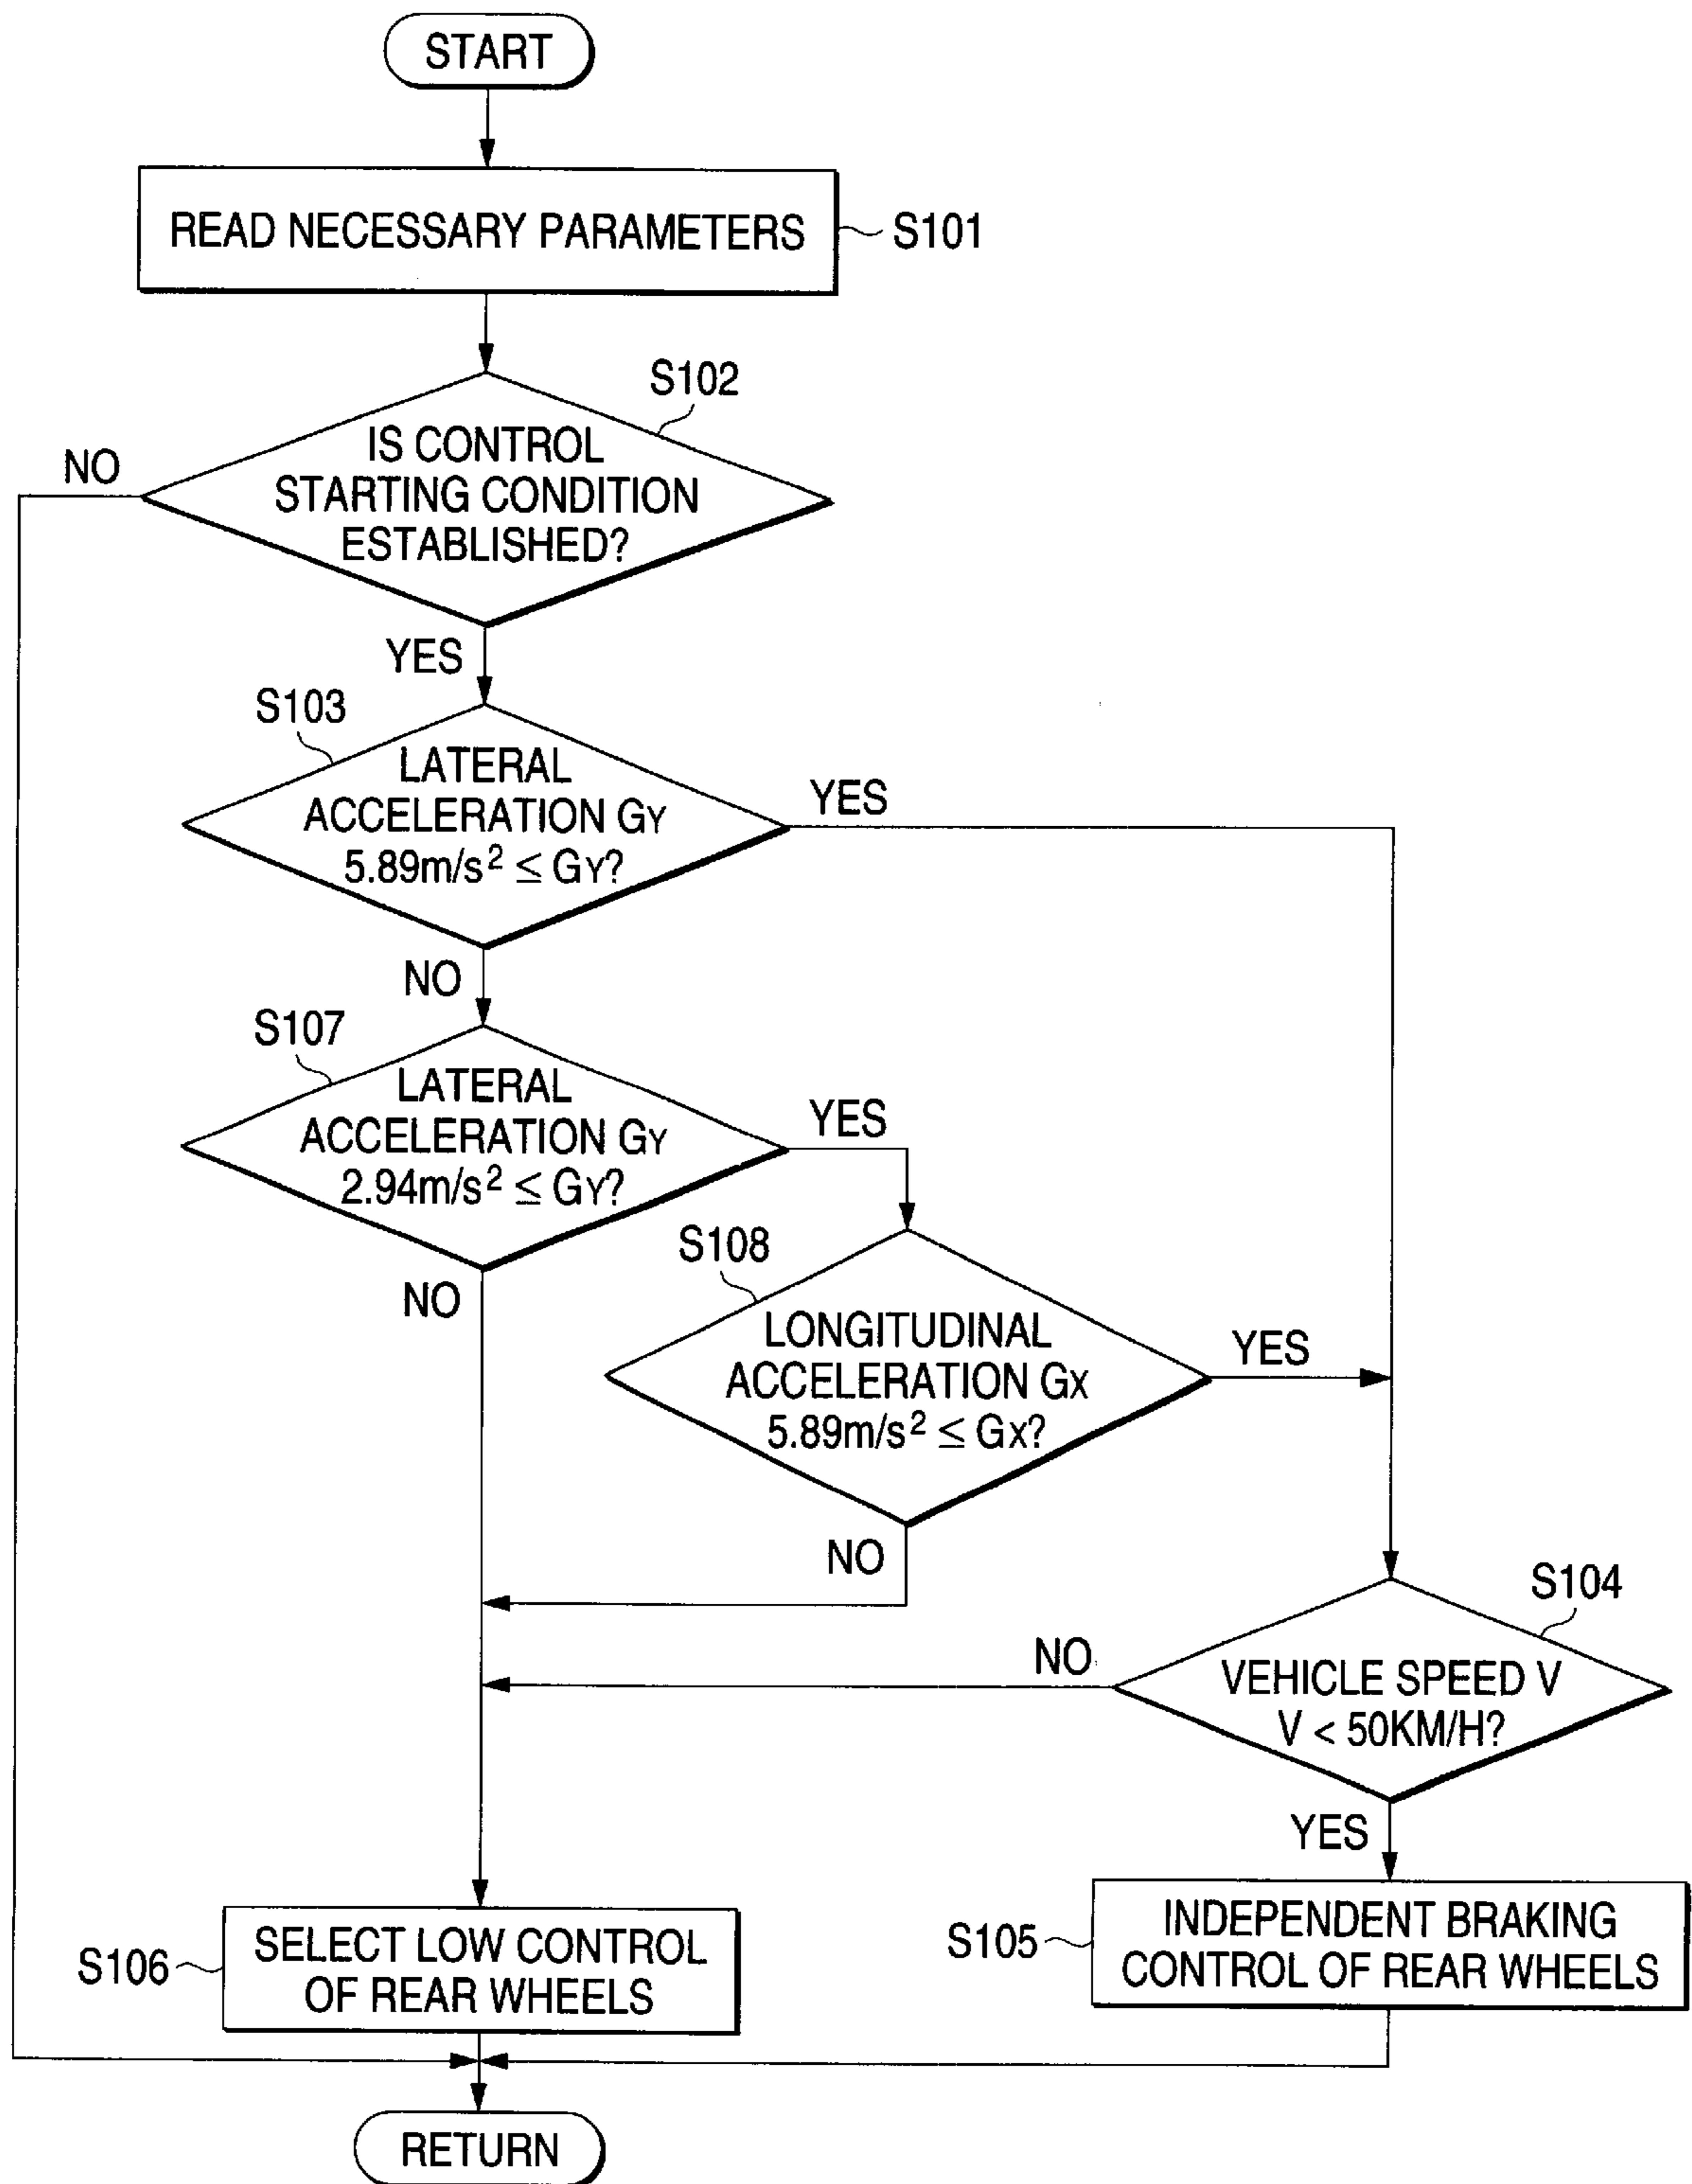 START
READ NECESSARY PARAMETERS
S101
S102
IS CONTROL
STARTING CONDITION
ESTABLISHED?
NO
YES
S103
LATERAL
ACCELERATION GY
5.89m/s² ≤ GY?
YES
NO
S107
LATERAL
ACCELERATION GY
2.94m/s² ≤ GY?
YES
NO
S108
LONGITUDINAL
ACCELERATION GX
5.89m/s² ≤ GX?
YES
NO
S104
VEHICLE SPEED V
V < 50KM/H?
NO
YES
S106
SELECT LOW CONTROL
OF REAR WHEELS
S105
INDEPENDENT BRAKING
CONTROL OF REAR WHEELS
RETURN